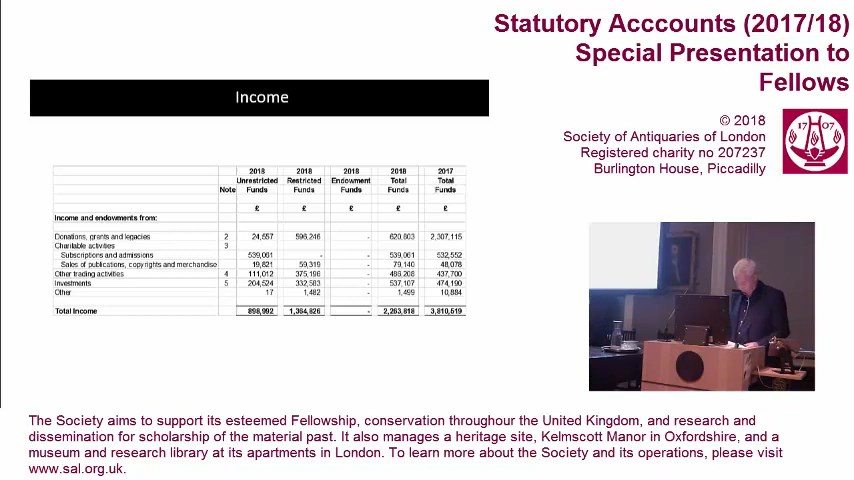 Statutory Acccounts (2017/18)
Special Presentation to
Fellows
© 2018
Society of Antiquaries of London
Registered charity no 207237
Burlington House, Piccadilly
17 07
Income
2018 2018 2018 2018 2017
Unrestricted Restricted Endowment Total Total
Note Funds Funds Funds Funds Funds
£ £ £ £ £
Income and endowments from:
Donations, grants and legacies 2 24,557 596,246 - 620,803 2,307,115
Charitable activities 3
Subscriptions and admissions 539,061 - - 539,061 532,552
Sales of publications, copyrights and merchandise 19,821 59,319 - 79,140 48,078
Other trading activities 4 111,012 375,196 - 486,208 437,700
Investments 5 204,524 332,583 - 537,107 474,190
Other 17 1,482 - 1,499 10,884
Total Income 898,992 1,364,826 - 2,263,818 3,810,519
The Society aims to support its esteemed Fellowship, conservation throughour the United Kingdom, and research and
dissemination for scholarship of the material past. It also manages a heritage site, Kelmscott Manor in Oxfordshire, and a
museum and research library at its apartments in London. To learn more about the Society and its operations, please visit
www.sal.org.uk.